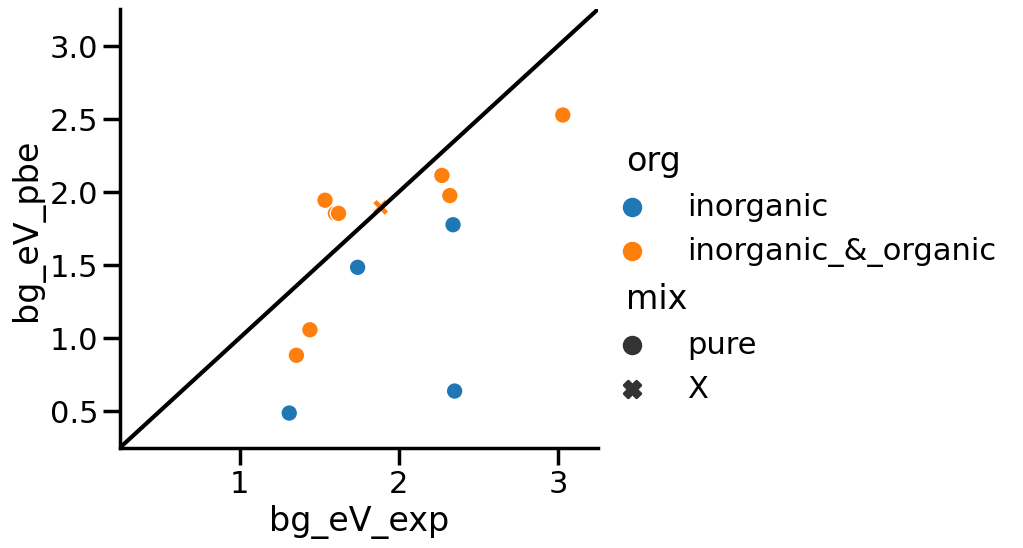 3.0
2.5
2.0
1.5
1.0
0.5
bg_eV_pbe
1
2
3
bg_eV_exp
org
inorganic
inorganic_&_organic
mix
pure
X